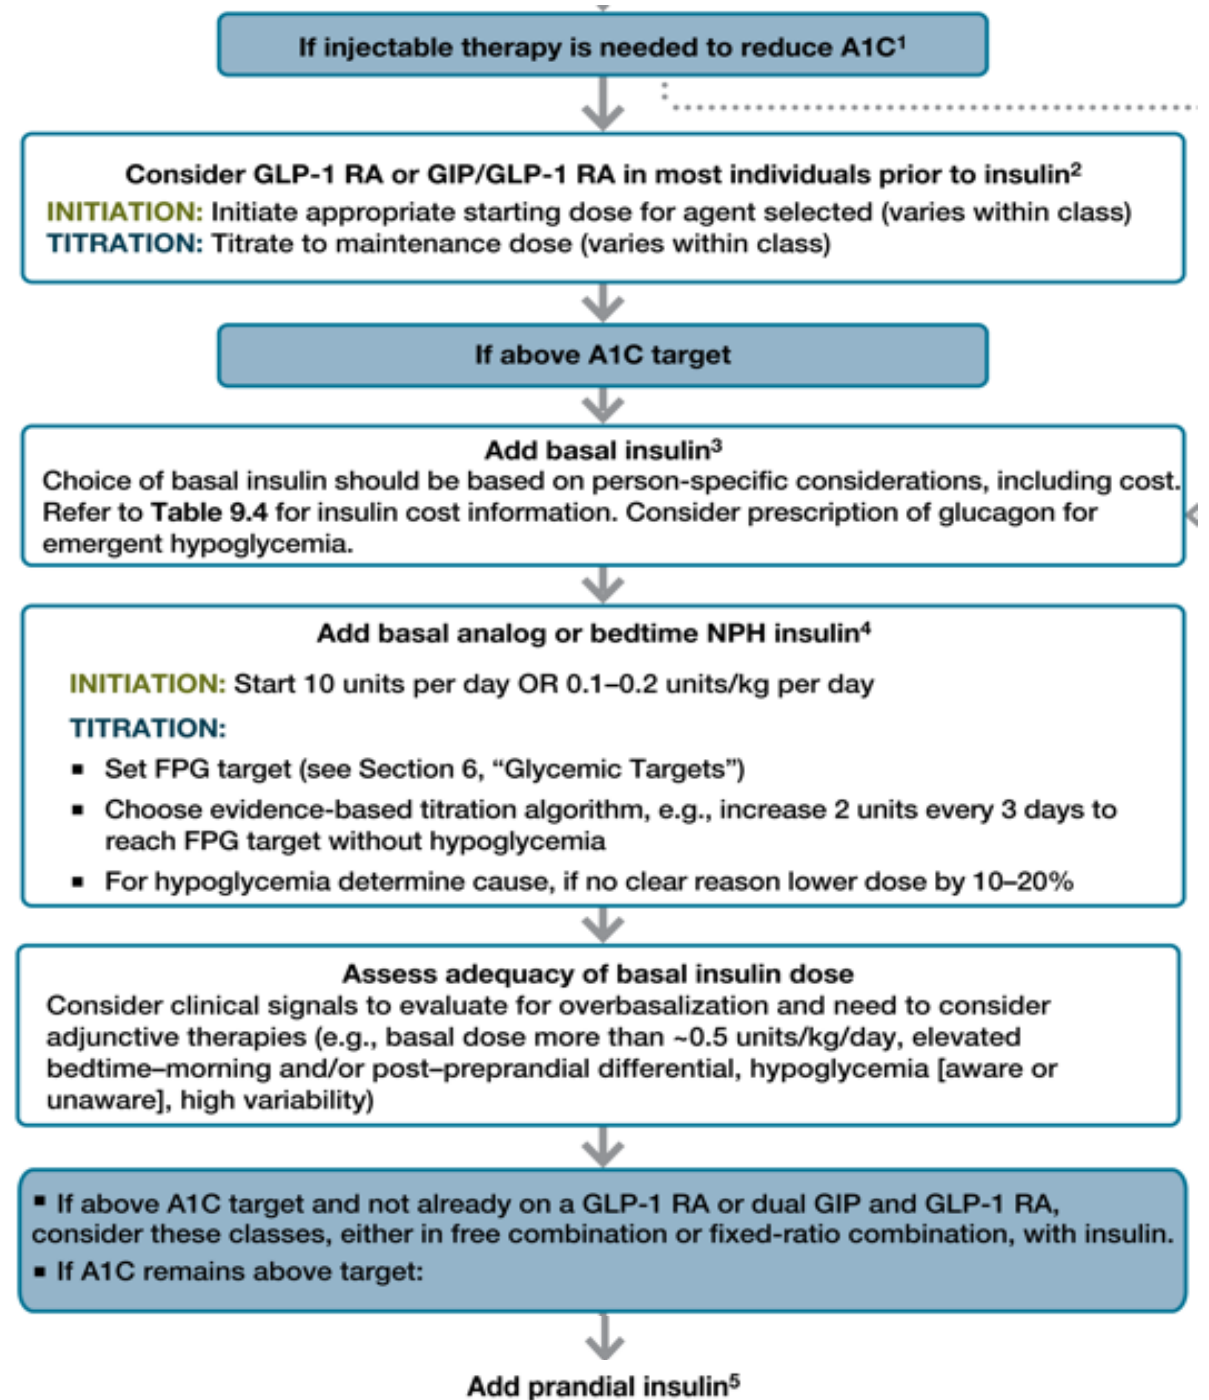 If injectable therapy is needed to reduce A1C¹
Consider GLP-1 RA or GIP/GLP-1 RA in most individuals prior to insulin²
INITIATION: Initiate appropriate starting dose for agent selected (varies within class)
TITRATION: Titrate to maintenance dose (varies within class)
If above A1C target
Add basal insulin³
Choice of basal insulin should be based on person-specific considerations, including cost.
Refer to Table 9.4 for insulin cost information. Consider prescription of glucagon for
emergent hypoglycemia.
Add basal analog or bedtime NPH insulin⁴
INITIATION: Start 10 units per day OR 0.1–0.2 units/kg per day
TITRATION:
▪ Set FPG target (see Section 6, “Glycemic Targets”)
▪ Choose evidence-based titration algorithm, e.g., increase 2 units every 3 days to
reach FPG target without hypoglycemia
▪ For hypoglycemia determine cause, if no clear reason lower dose by 10–20%
Assess adequacy of basal insulin dose
Consider clinical signals to evaluate for overbasalization and need to consider
adjunctive therapies (e.g., basal dose more than ~0.5 units/kg/day, elevated
bedtime–morning and/or post–preprandial differential, hypoglycemia [aware or
unaware], high variability)
▪ If above A1C target and not already on a GLP-1 RA or dual GIP and GLP-1 RA,
consider these classes, either in free combination or fixed-ratio combination, with insulin.
▪ If A1C remains above target:
Add prandial insulin⁵